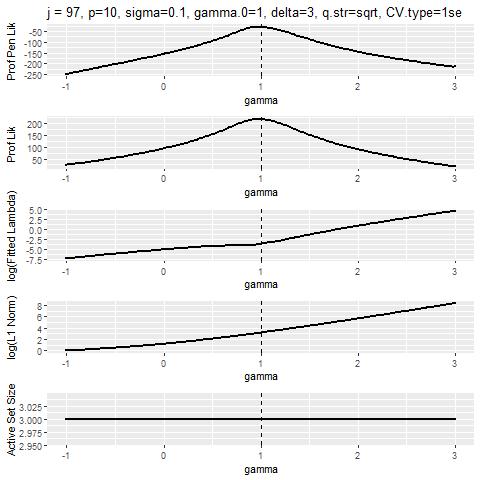 j = 97, p=10, sigma=0.1, gamma.0=1, delta=3, q.str=sqrt, CV.type=1se
Prof Pen Lik
-50
-100
-150
-200
-250
-1 0 1 2 3
gamma
Prof Lik
200
150
100
50
-1 0 1 2 3
gamma
log(Fitted Lambda)
5.0
2.5
0.0
-2.5
-5.0
-7.5
-1 0 1 2 3
gamma
log(L1 Norm)
8
6
4
2
0
-1 0 1 2 3
gamma
Active Set Size
3.025
3.000
2.975
2.950
-1 0 1 2 3
gamma